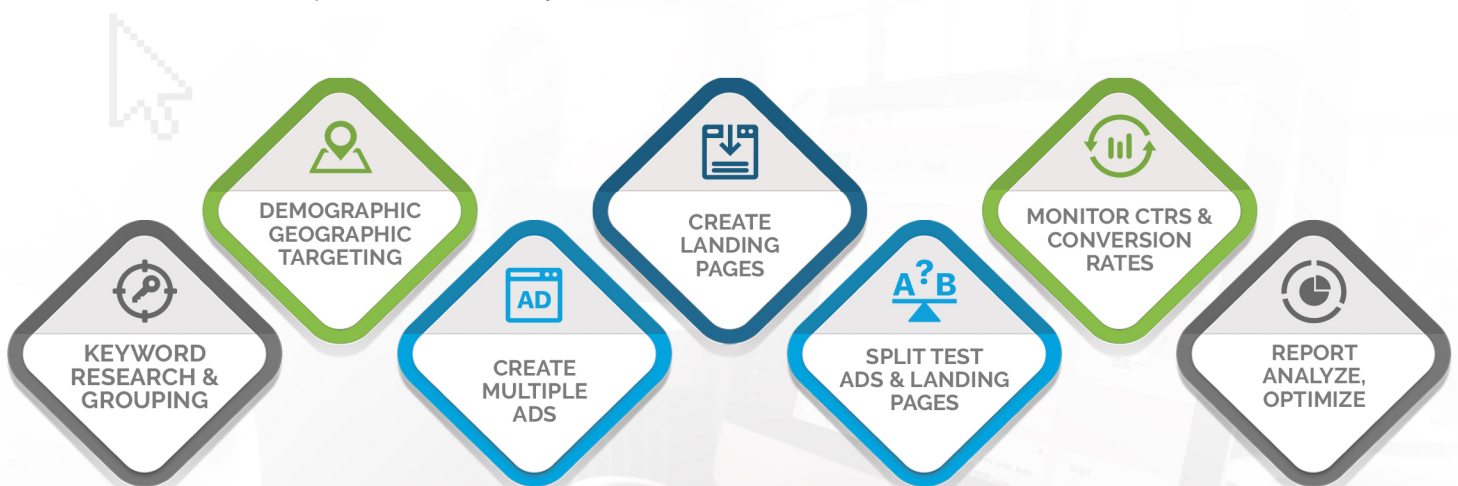 KEYWORD
RESEARCH &
GROUPING
DEMOGRAPHIC
GEOGRAPHIC
TARGETING
AD
CREATE
MULTIPLE
ADS
CREATE
LANDING
PAGES
A?B
SPLIT TEST
ADS & LANDING
PAGES
MONITOR CTRS &
CONVERSION
RATES
REPORT
ANALYZE,
OPTIMIZE